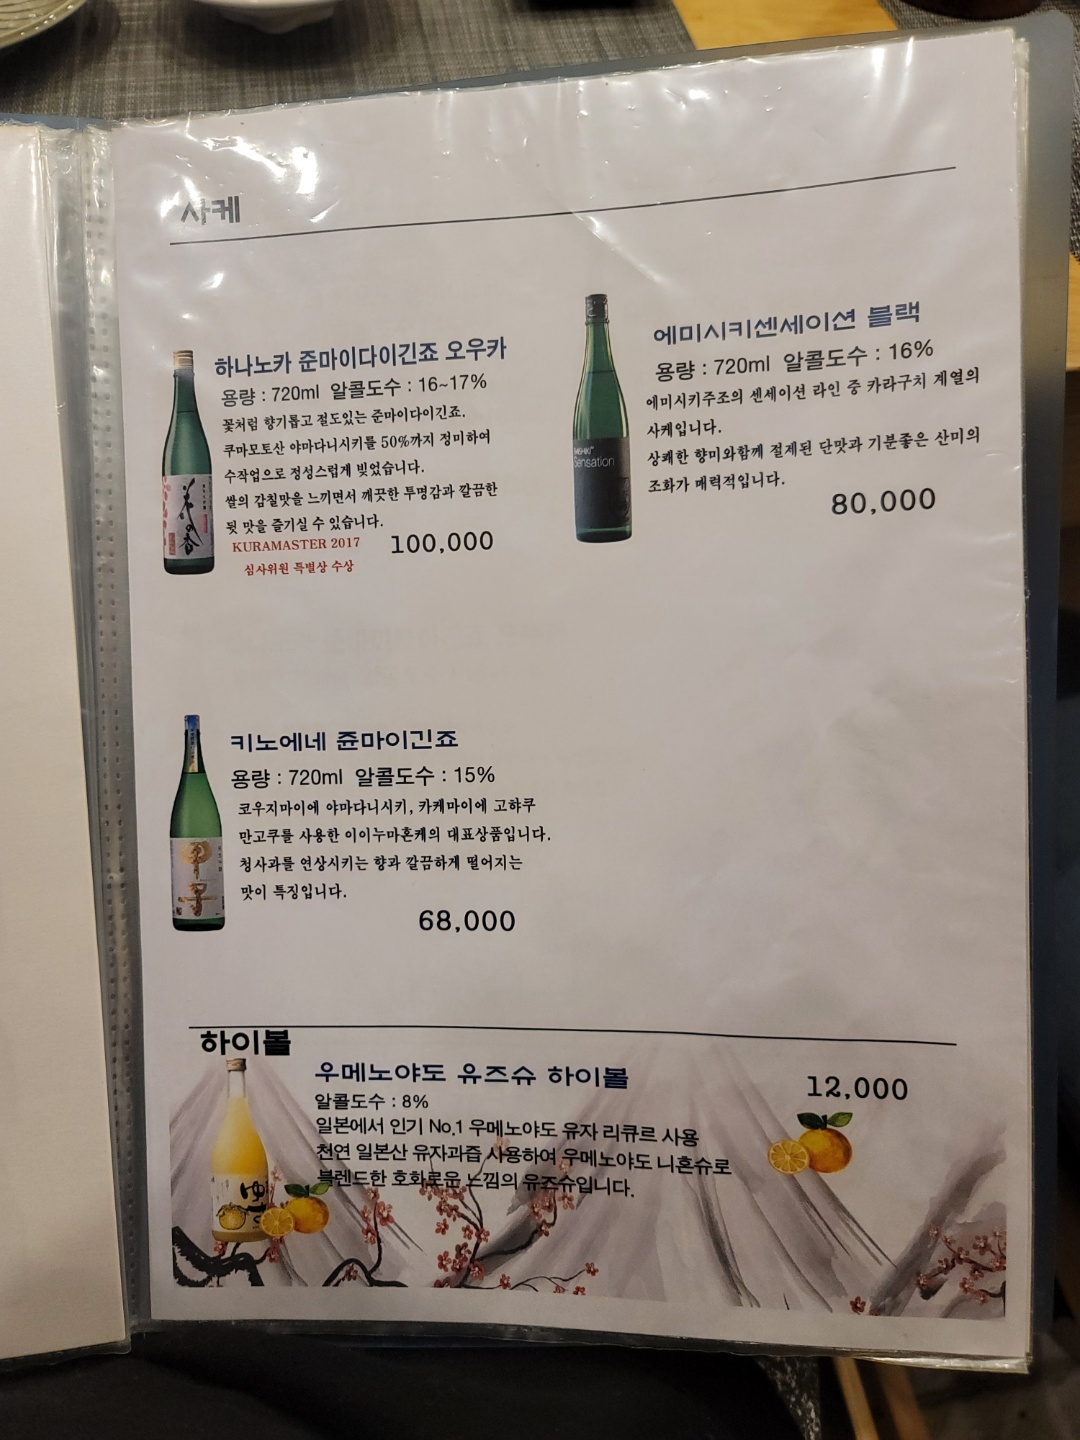 사케
하나노카 준마이다이긴죠 오우카
용량 : 720ml 알콜도수 : 16~17%
꽃처럼 향기롭고 절도있는 준마이다이긴죠.
쿠마모토산 야마다니시키를 50%까지 정미하여
수작업으로 정성스럽게 빚었습니다.
쌀의 감칠맛을 느끼면서 깨끗한 투명감과 깔끔한
뒷 맛을 즐기실 수 있습니다.
KURAMASTER 2017
심사위원 특별상 수상
100,000
花の香
에미시키센세이션 블랙
용량 : 720ml 알콜도수 : 16%
에미시키주조의 센세이션 라인 중 카라구치 계열의
사케입니다.
상쾌한 향미와함께 절제된 단맛과 기분좋은 산미의
조화가 매력적입니다.
80,000
Sensation
키노에네 쥰마이긴죠
용량 : 720ml 알콜도수 : 15%
코우지마이에 야마다니시키, 카케마이에 고햐쿠
만고쿠를 사용한 이이누마혼케의 대표상품입니다.
청사과를 연상시키는 향과 깔끔하게 떨어지는
맛이 특징입니다.
68,000
甲子
하이볼
우메노야도 유즈슈 하이볼
12,000
알콜도수 : 8%
일본에서 인기 No.1 우메노야도 유자 리큐르 사용
천연 일본산 유자과즙 사용하여 우메노야도 니혼슈로
블렌드한 호화로운 느낌의 유즈슈입니다.